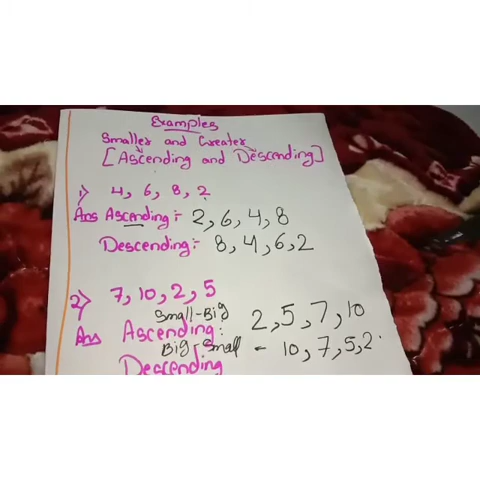 Examples
Smaller and Greater
[Ascending and Descending]
1) 4, 6, 8, 2
Ans Ascending:- 2, 6, 4, 8
Descending:- 8, 4, 6, 2
2) 7, 10, 2, 5
Small-Big
Ans Ascending: 2, 5, 7, 10
Big-Small - 10, 7, 5, 2.
Descending